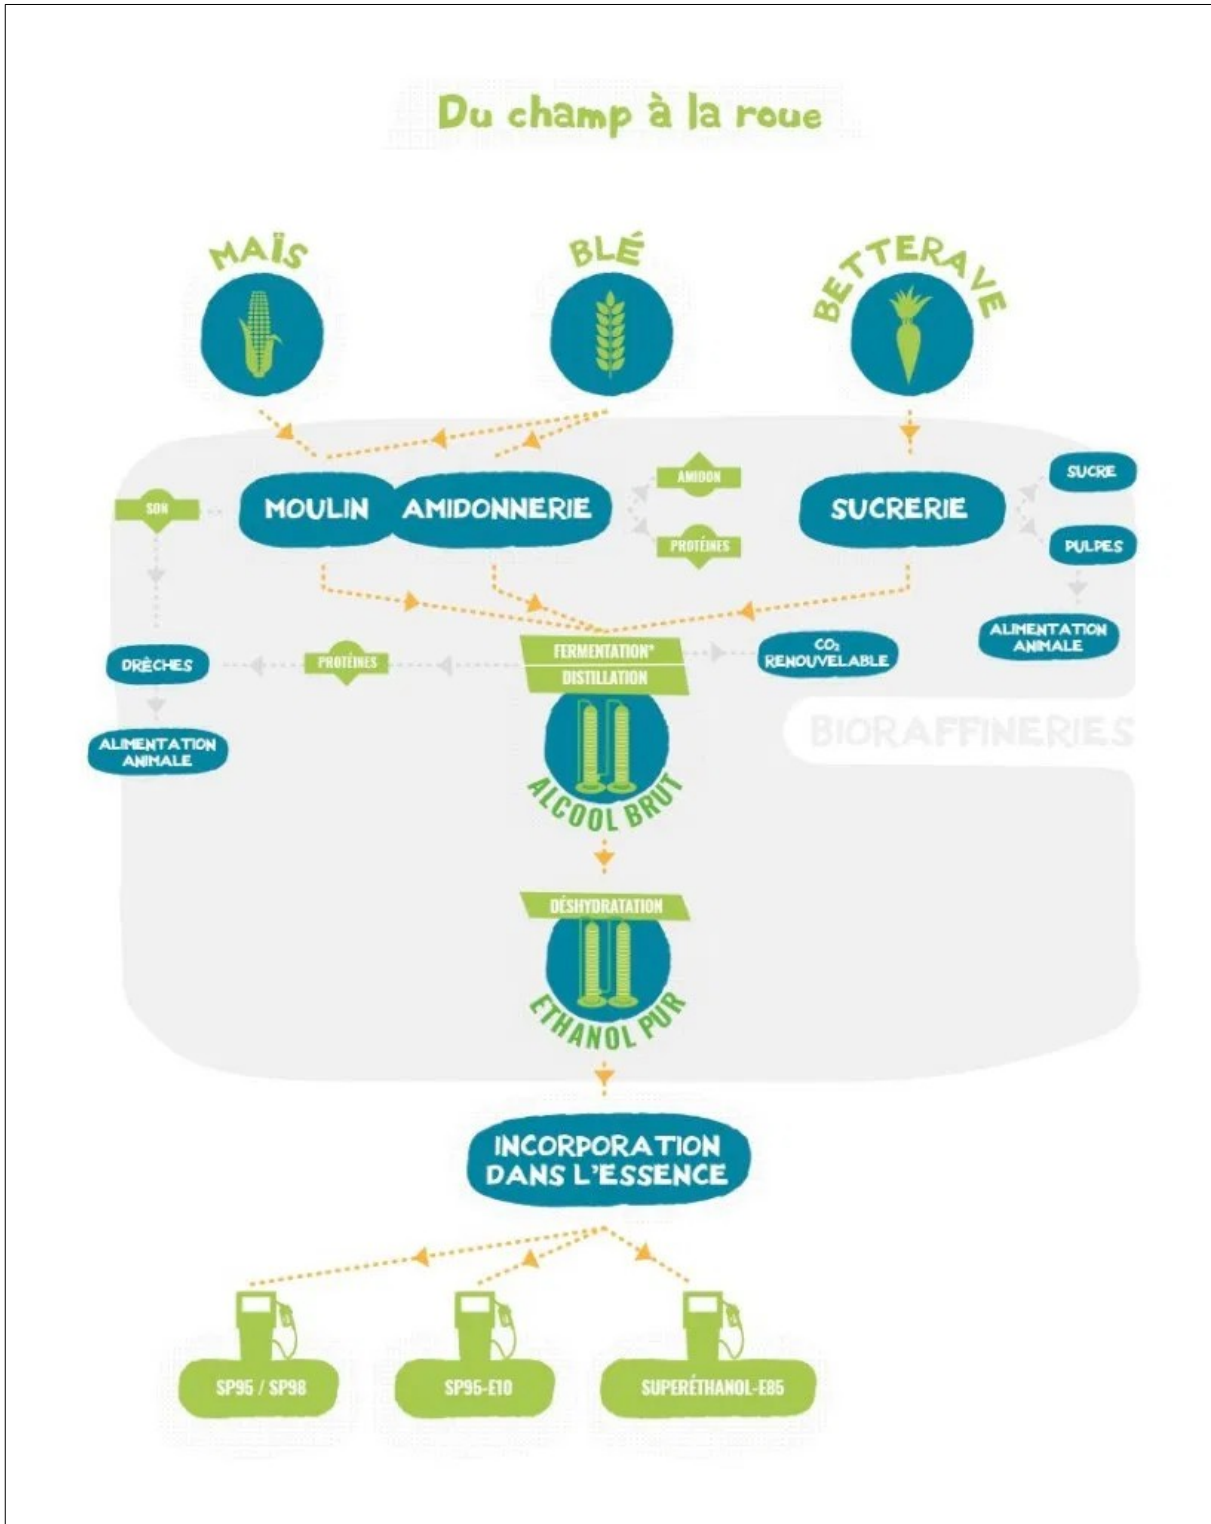 Du champ à la roue
MAÏS
BLÉ
BETTERAVE
AMIDON
SUCRE
SON
MOULIN
AMIDONNERIE
SUCRERIE
PROTÉINES
PULPES
FERMENTATION*
CO₂
RENOUVELABLE
ALIMENTATION
ANIMALE
DRÈCHES
PROTÉINES
DISTILLATION
BIORAFFINERIES
ALIMENTATION
ANIMALE
ALCOOL BRUT
DÉSHYDRATATION
ETHANOL PUR
INCORPORATION
DANS L'ESSENCE
SP95 / SP98
SP95-E10
SUPERÉTHANOL-E85